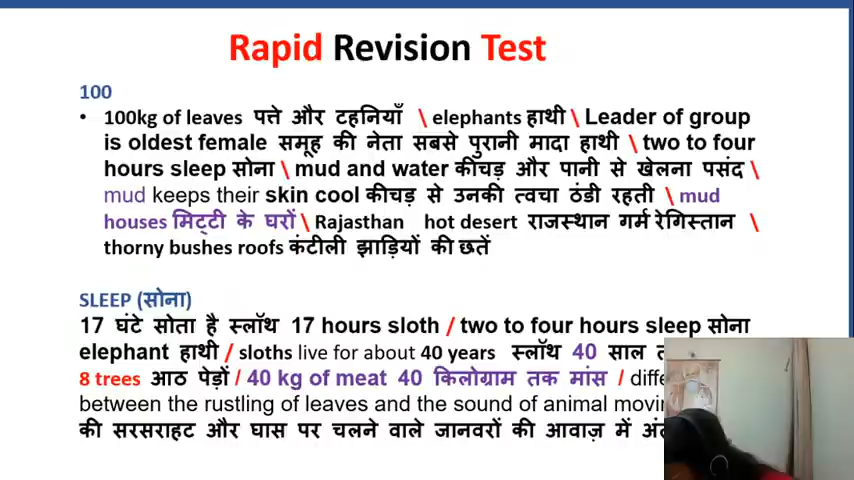 Rapid Revision Test
100
• 100kg of leaves पत्ते और टहनियाँ \ elephants हाथी \ Leader of group
is oldest female समूह की नेता सबसे पुरानी मादा हाथी \ two to four
hours sleep सोना \ mud and water कीचड़ और पानी से खेलना पसंद \
mud keeps their skin cool कीचड़ से उनकी त्वचा ठंडी रहती \ mud
houses मिट्टी के घरों \ Rajasthan hot desert राजस्थान गर्म रेगिस्तान \
thorny bushes roofs कंटीली झाड़ियों की छतें
SLEEP (सोना)
17 घंटे सोता है स्लॉथ 17 hours sloth / two to four hours sleep सोना
elephant हाथी / sloths live for about 40 years स्लॉथ 40 साल
8 trees आठ पेड़ों / 40 kg of meat 40 किलोग्राम तक मांस /
between the rustling of leaves and the sound of animal
की सरसराहट और घास पर चलने वाले जानवरों की आवाज़ में